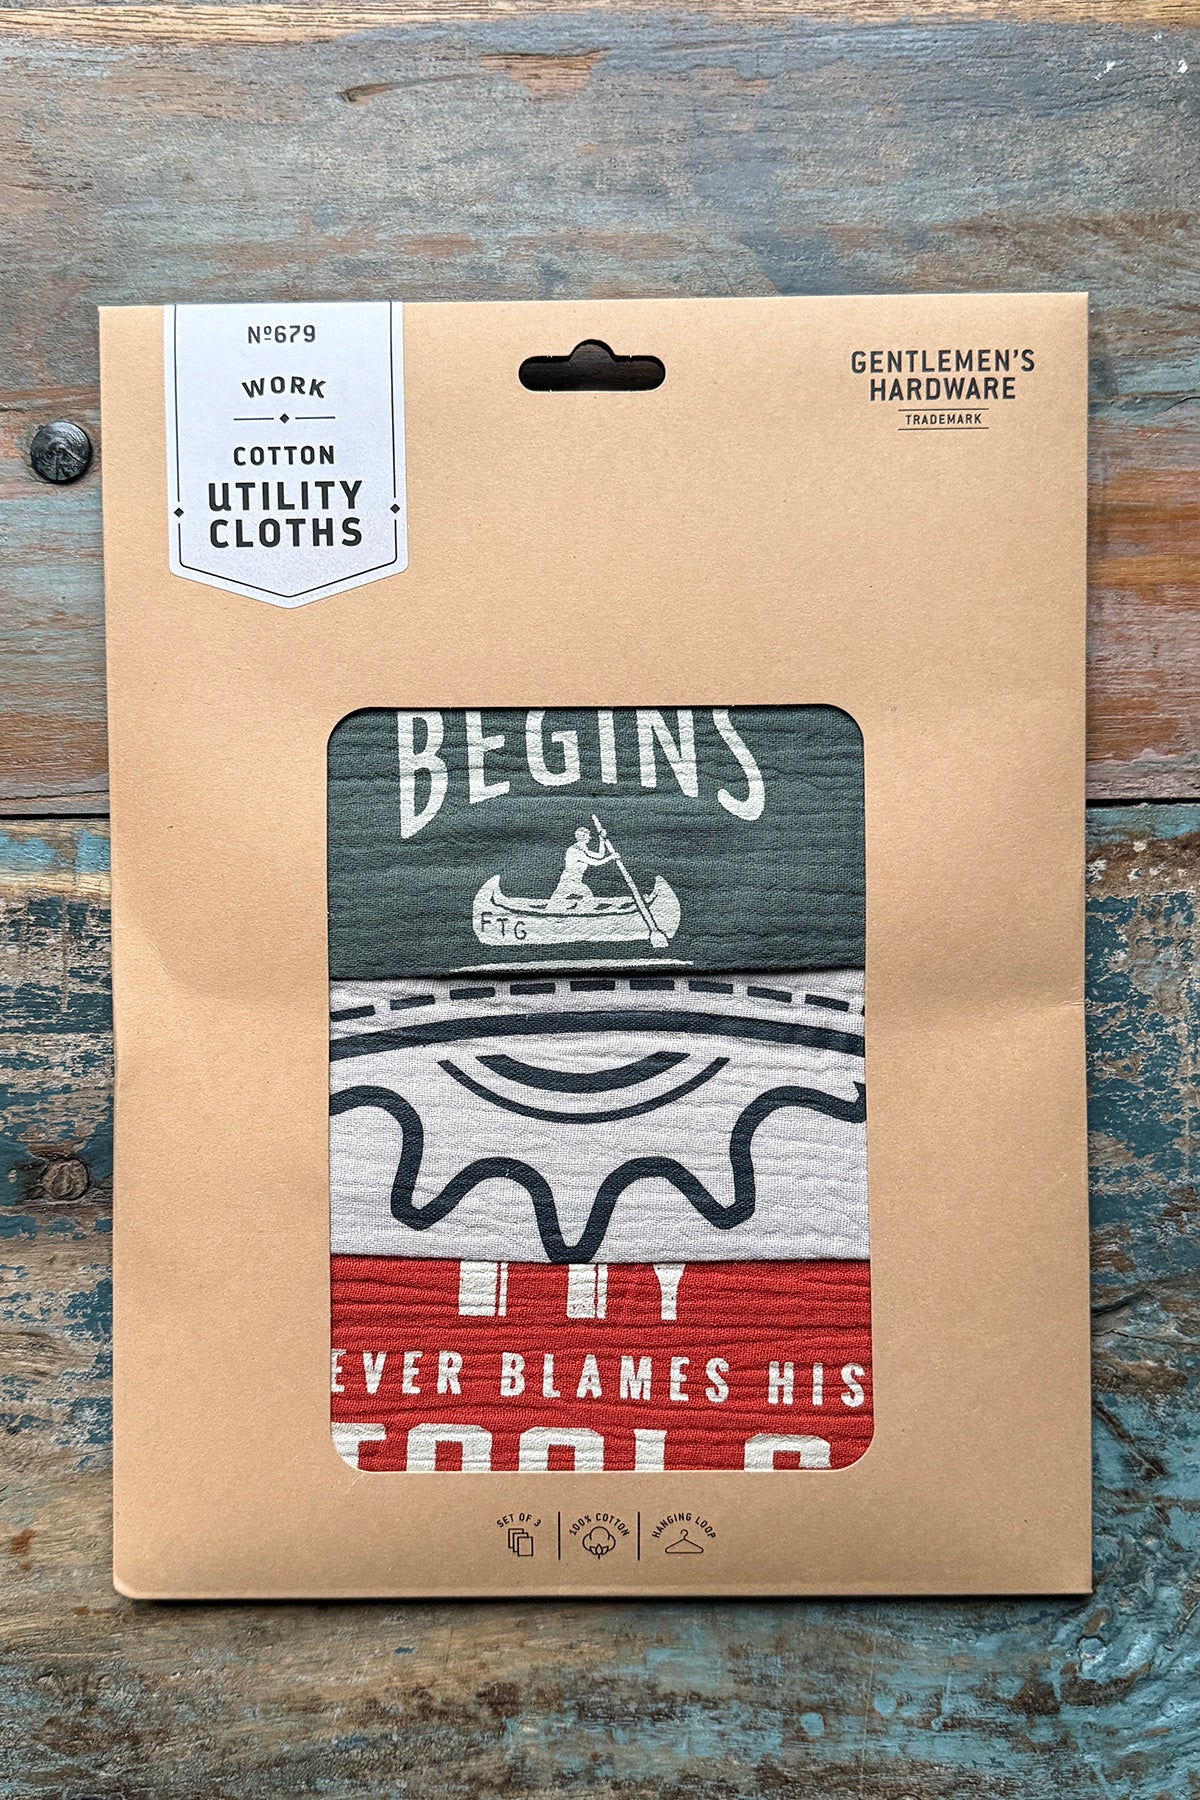 Nº679
WORK
COTTON
UTILITY
CLOTHS
GENTLEMEN'S
HARDWARE
TRADEMARK
BEGINS
FTG
EVER BLAMES HIS
TOOLS
SET OF 3
100% COTTON
HANGING LOOP